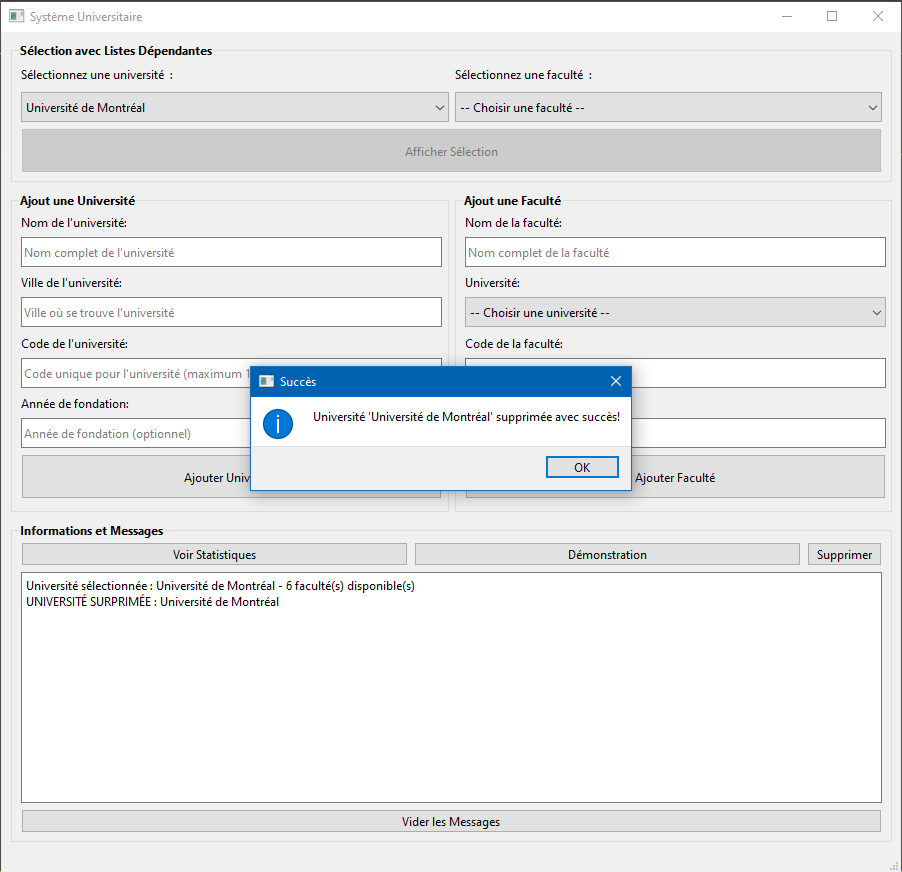 Système Universitaire
Sélection avec Listes Dépendantes
Sélectionnez une université :
Sélectionnez une faculté :
Université de Montréal
-- Choisir une faculté --
Afficher Sélection
Ajout une Université
Ajout une Faculté
Nom de l'université:
Nom de la faculté:
Nom complet de l'université
Nom complet de la faculté
Ville de l'université:
Université:
Ville où se trouve l'université
-- Choisir une université --
Code de l'université:
Code de la faculté:
Code unique pour l'université (maximum
Succès
Année de fondation:
Université 'Université de Montréal' supprimée avec succès!
Année de fondation (optionnel)
OK
Ajouter
Ajouter Faculté
Informations et Messages
Voir Statistiques
Démonstration
Supprimer
Université sélectionnée : Université de Montréal - 6 faculté(s) disponible(s)
UNIVERSITÉ SURPRIMÉE : Université de Montréal
Vider les Messages